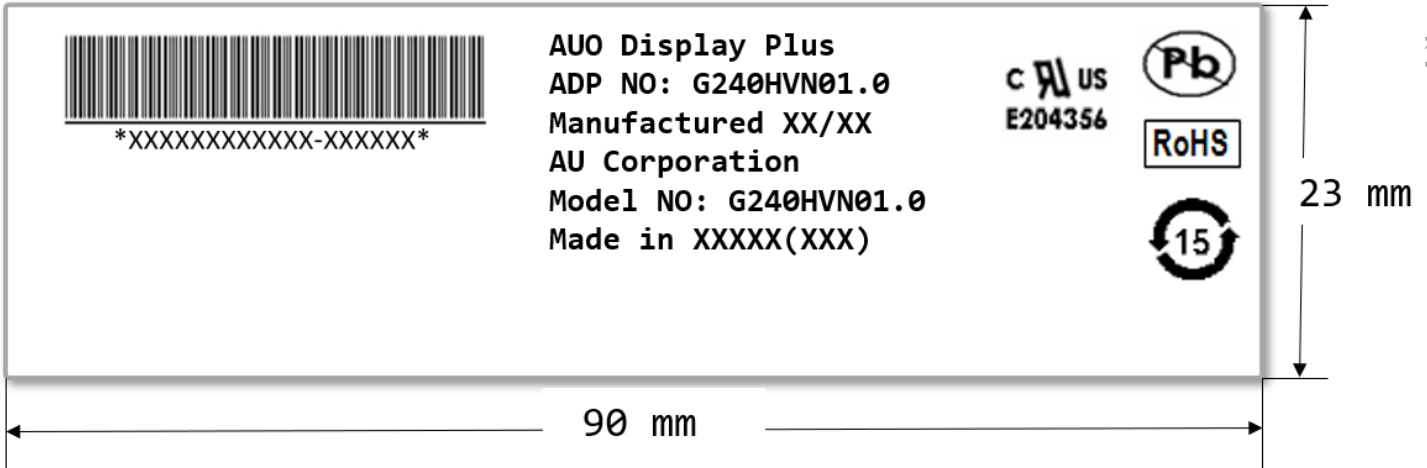 *XXXXXXXXXXXX-XXXXXX*
AUO Display Plus
ADP NO: G240HVN01.0
Manufactured XX/XX
AU Corporation
Model NO: G240HVN01.0
Made in XXXXX(XXX)
C RU US
E204356
Pb
RoHS
15
23 mm
90 mm